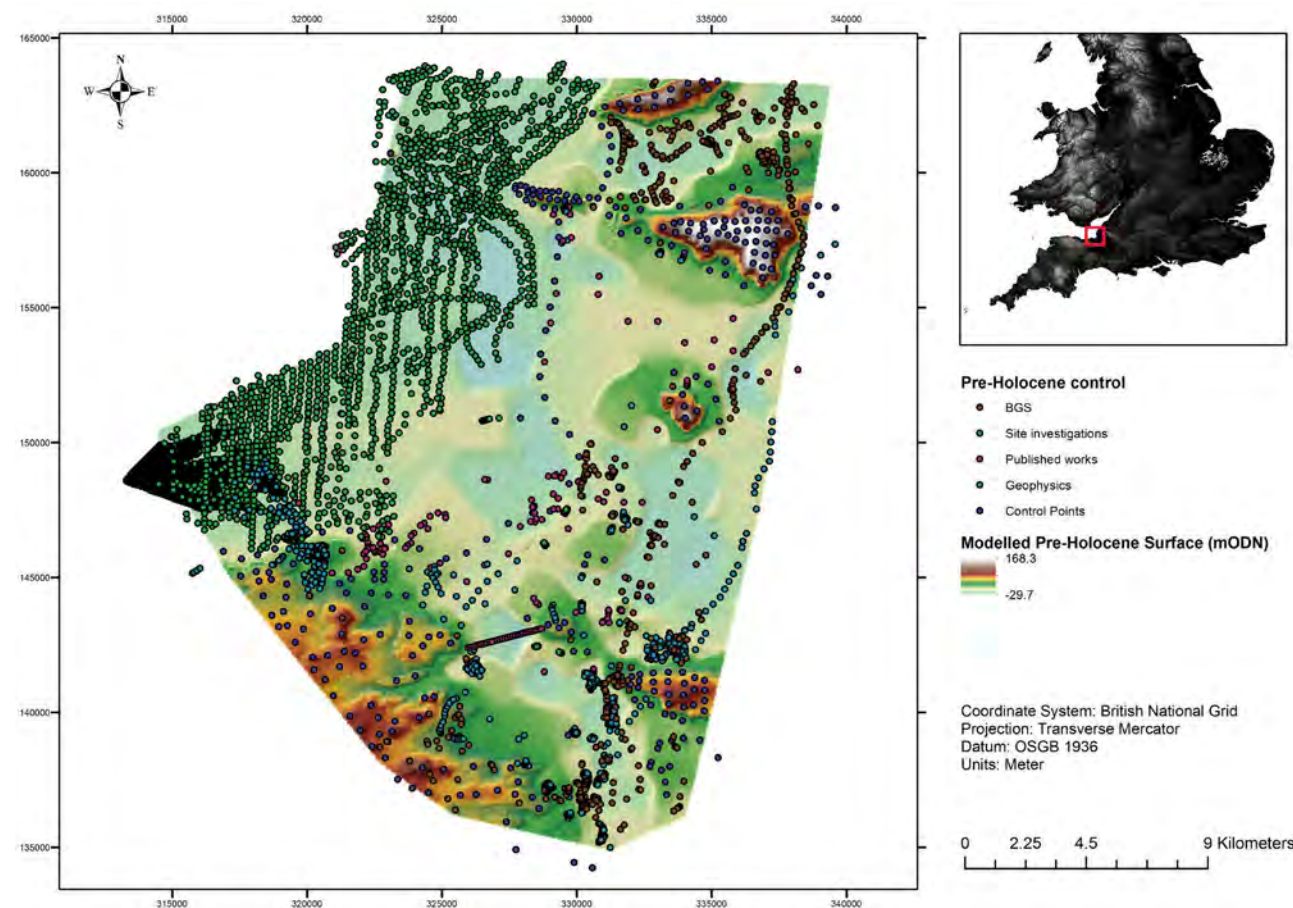 315000 320000 325000 330000 335000 340000
165000
160000
155000
150000
145000
140000
135000
315000 320000 325000 330000 335000 340000
N
W E
S
Pre-Holocene control
BGS
Site investigations
Published works
Geophysics
Control Points
Modelled Pre-Holocene Surface (mODN)
168.3
-29.7
Coordinate System: British National Grid
Projection: Transverse Mercator
Datum: OSGB 1936
Units: Meter
0 2.25 4.5 9 Kilometers